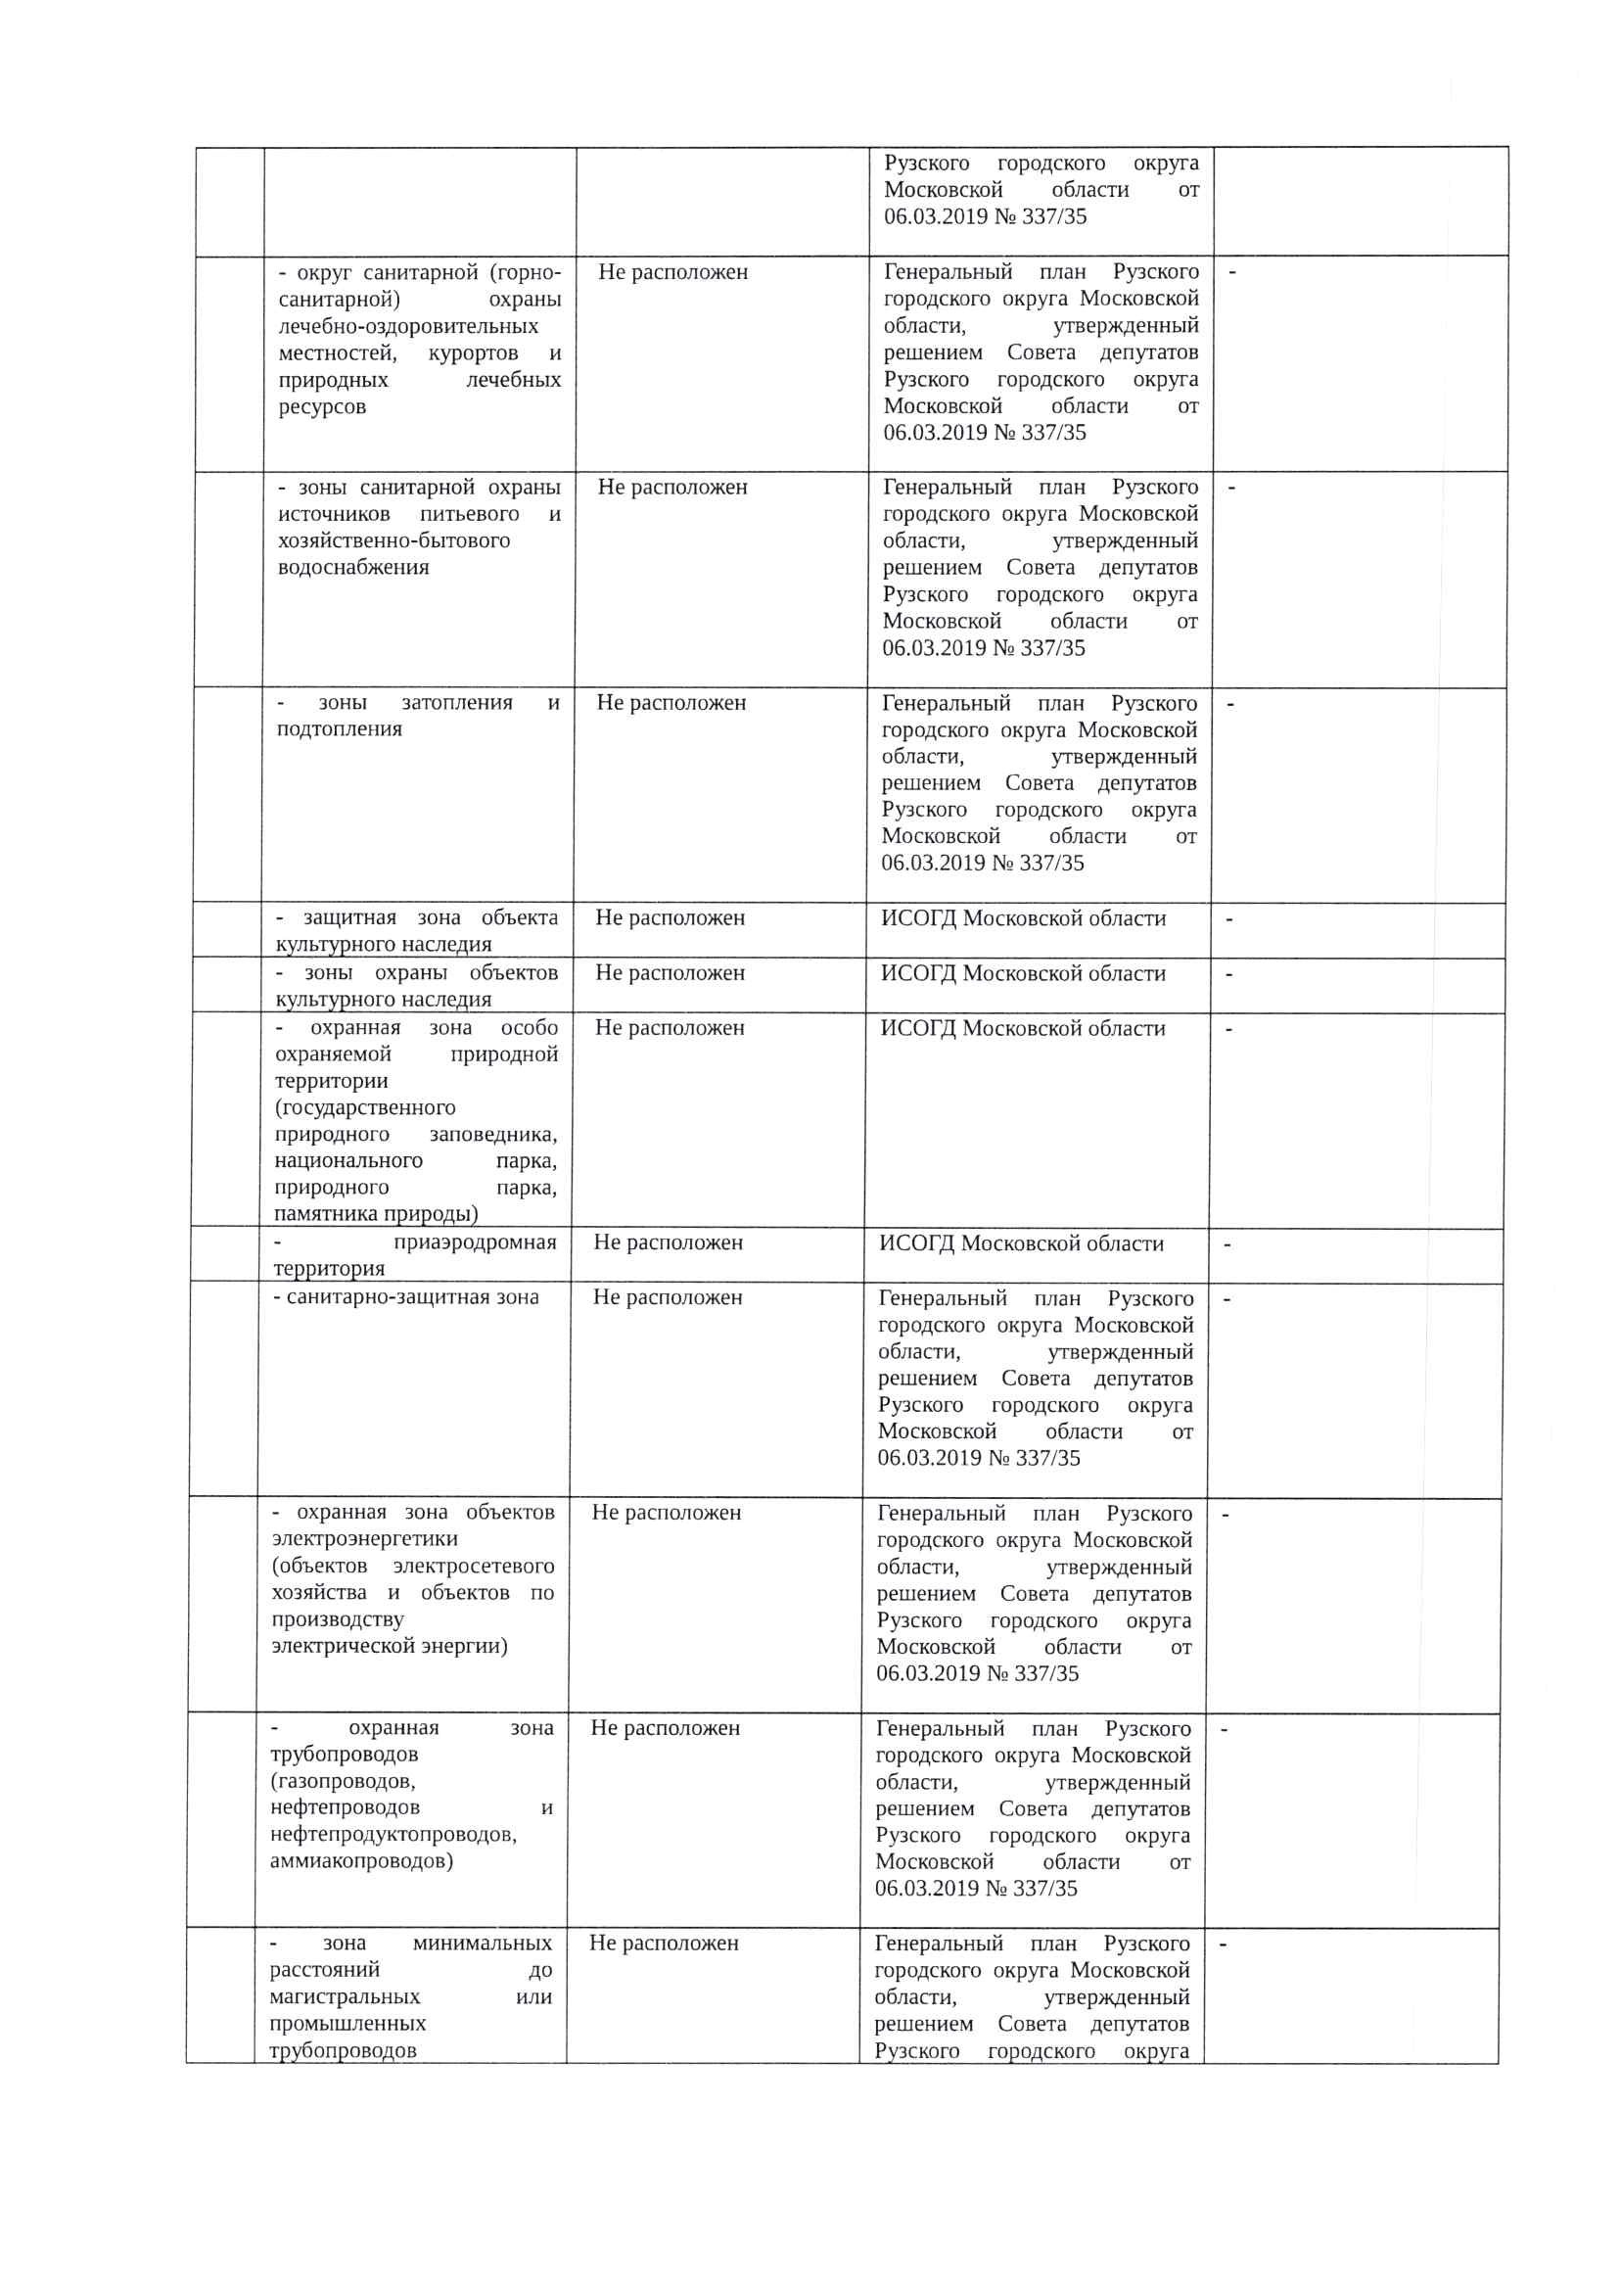 Рузского городского округа
Московской области от
06.03.2019 № 337/35
- округ санитарной (горно-
санитарной) охраны
лечебно-оздоровительных
местностей, курортов и
природных лечебных
ресурсов
Не расположен
Генеральный план Рузского
городского округа Московской
области, утвержденный
решением Совета депутатов
Рузского городского округа
Московской области от
06.03.2019 № 337/35
-
- зоны санитарной охраны
источников питьевого и
хозяйственно-бытового
водоснабжения
Не расположен
Генеральный план Рузского
городского округа Московской
области, утвержденный
решением Совета депутатов
Рузского городского округа
Московской области от
06.03.2019 № 337/35
-
- зоны затопления и
подтопления
Не расположен
Генеральный план Рузского
городского округа Московской
области, утвержденный
решением Совета депутатов
Рузского городского округа
Московской области от
06.03.2019 № 337/35
-
- защитная зона объекта
культурного наследия
Не расположен
ИСОГД Московской области
-
- зоны охраны объектов
культурного наследия
Не расположен
ИСОГД Московской области
-
- охранная зона особо
охраняемой природной
территории
(государственного
природного заповедника,
национального парка,
природного парка,
памятника природы)
Не расположен
ИСОГД Московской области
-
- приаэродромная
территория
Не расположен
ИСОГД Московской области
-
- санитарно-защитная зона
Не расположен
Генеральный план Рузского
городского округа Московской
области, утвержденный
решением Совета депутатов
Рузского городского округа
Московской области от
06.03.2019 № 337/35
-
- охранная зона объектов
электроэнергетики
(объектов электросетевого
хозяйства и объектов по
производству
электрической энергии)
Не расположен
Генеральный план Рузского
городского округа Московской
области, утвержденный
решением Совета депутатов
Рузского городского округа
Московской области от
06.03.2019 № 337/35
-
- охранная зона
трубопроводов
(газопроводов,
нефтепроводов и
нефтепродуктопроводов,
аммиакопроводов)
Не расположен
Генеральный план Рузского
городского округа Московской
области, утвержденный
решением Совета депутатов
Рузского городского округа
Московской области от
06.03.2019 № 337/35
-
- зона минимальных
расстояний до
магистральных или
промышленных
трубопроводов
Не расположен
Генеральный план Рузского
городского округа Московской
области, утвержденный
решением Совета депутатов
Рузского городского округа
-